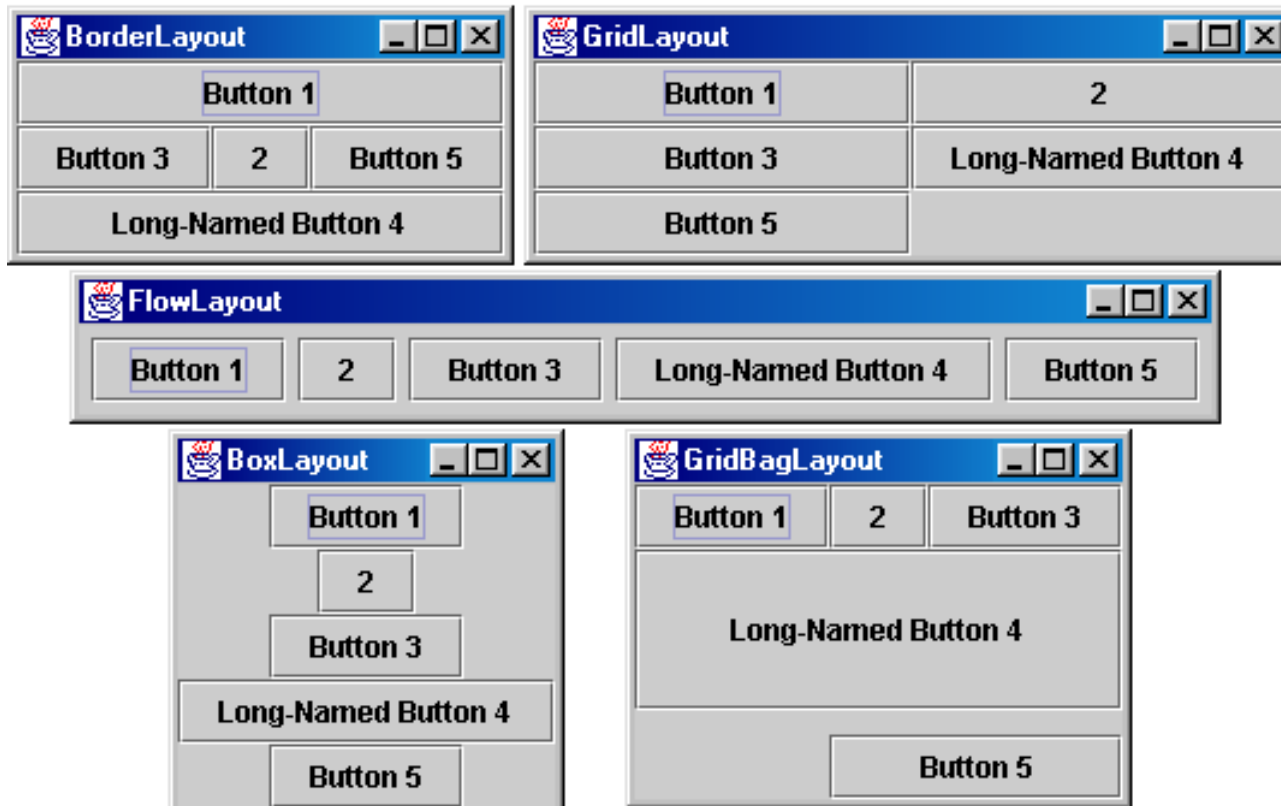 BorderLayout
Button 1
Button 3 2 Button 5
Long-Named Button 4
GridLayout
Button 1 2
Button 3 Long-Named Button 4
Button 5
FlowLayout
Button 1 2 Button 3 Long-Named Button 4 Button 5
BoxLayout
Button 1
2
Button 3
Long-Named Button 4
Button 5
GridBagLayout
Button 1 2 Button 3
Long-Named Button 4
Button 5